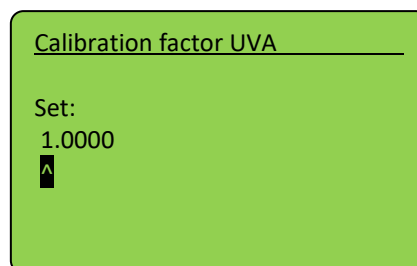 Calibration factor UVA
Set:
1.0000
^